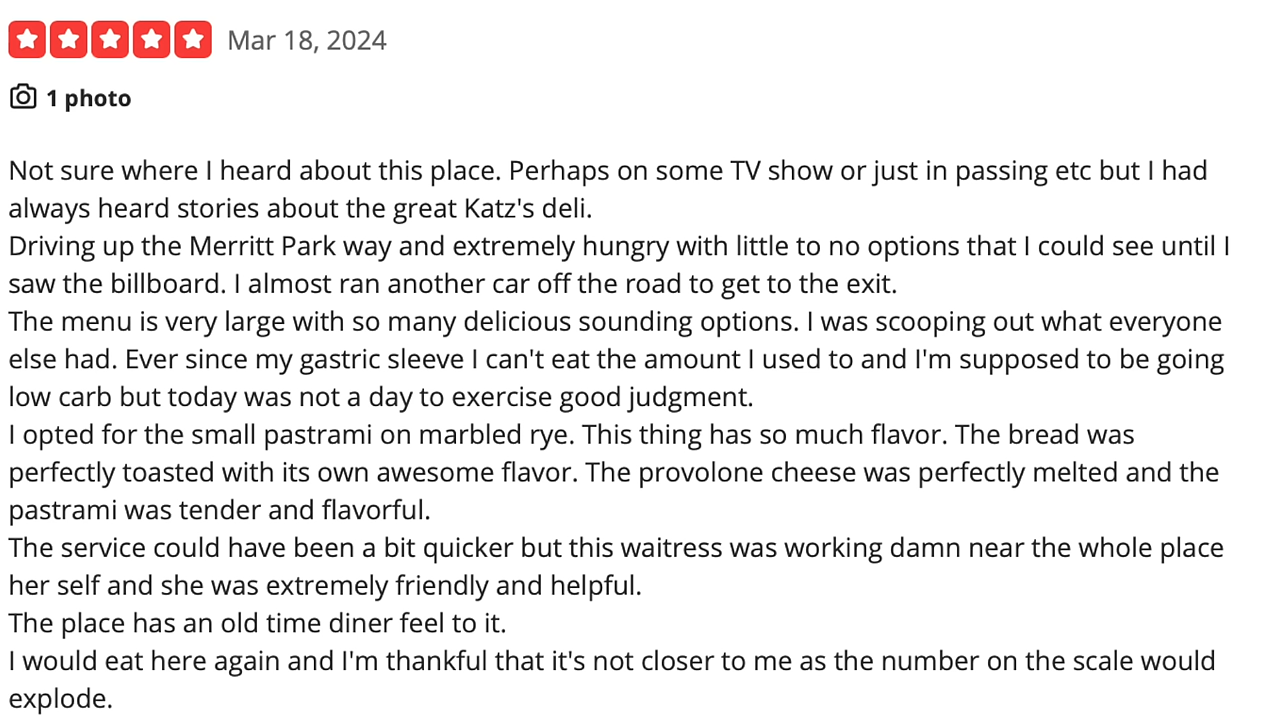 Mar 18, 2024
1 photo
Not sure where I heard about this place. Perhaps on some TV show or just in passing etc but I had
always heard stories about the great Katz's deli.
Driving up the Merritt Park way and extremely hungry with little to no options that I could see until I
saw the billboard. I almost ran another car off the road to get to the exit.
The menu is very large with so many delicious sounding options. I was scooping out what everyone
else had. Ever since my gastric sleeve I can't eat the amount I used to and I'm supposed to be going
low carb but today was not a day to exercise good judgment.
I opted for the small pastrami on marbled rye. This thing has so much flavor. The bread was
perfectly toasted with its own awesome flavor. The provolone cheese was perfectly melted and the
pastrami was tender and flavorful.
The service could have been a bit quicker but this waitress was working damn near the whole place
her self and she was extremely friendly and helpful.
The place has an old time diner feel to it.
I would eat here again and I'm thankful that it's not closer to me as the number on the scale would
explode.